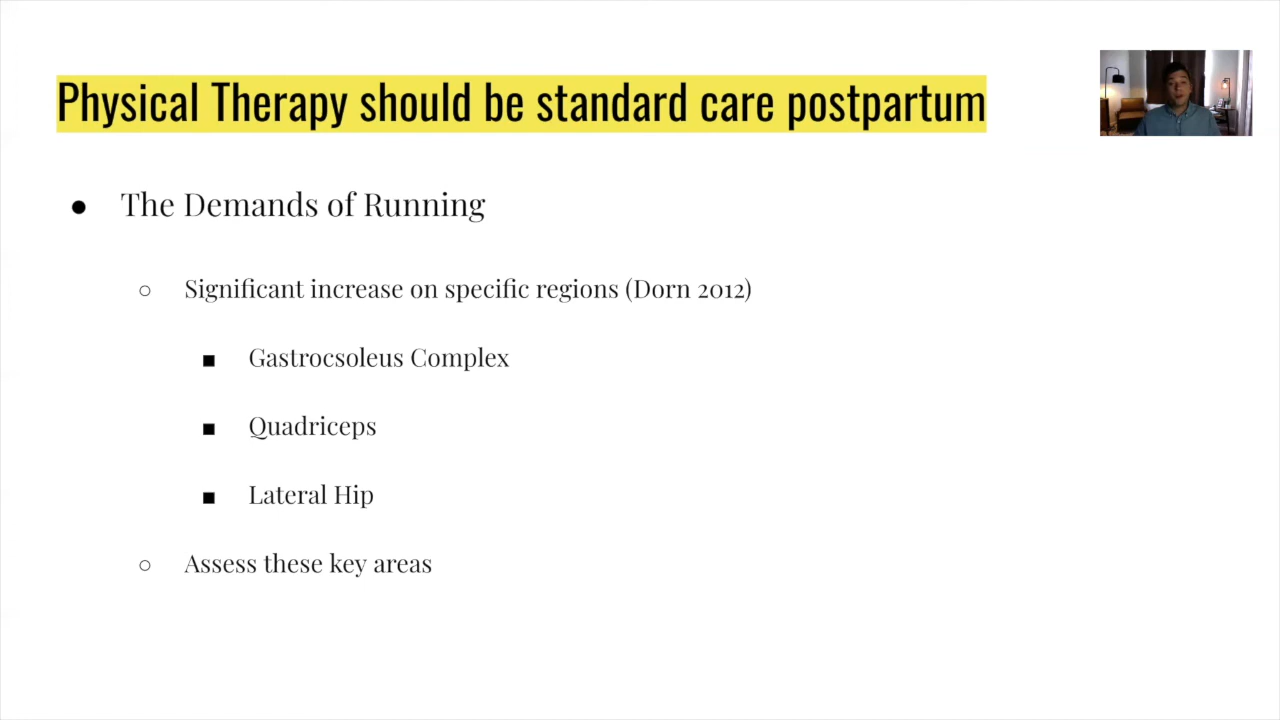 Physical Therapy should be standard care postpartum
● The Demands of Running
○ Significant increase on specific regions (Dorn 2012)
■ Gastrocsoleus Complex
■ Quadriceps
■ Lateral Hip
○ Assess these key areas